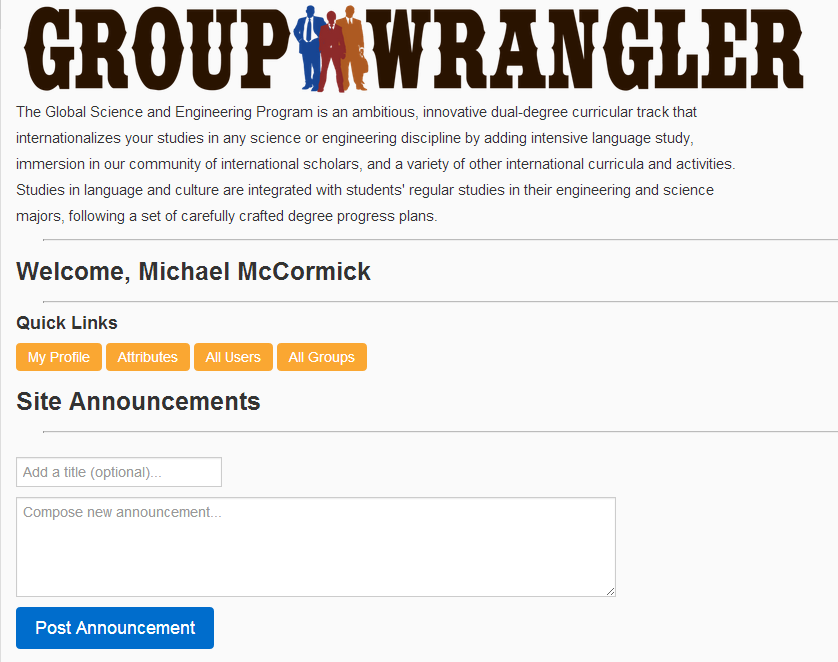 GROUP WRANGLER
The Global Science and Engineering Program is an ambitious, innovative dual-degree curricular track that
internationalizes your studies in any science or engineering discipline by adding intensive language study,
immersion in our community of international scholars, and a variety of other international curricula and activities.
Studies in language and culture are integrated with students' regular studies in their engineering and science
majors, following a set of carefully crafted degree progress plans.
Welcome, Michael McCormick
Quick Links
My Profile Attributes All Users All Groups
Site Announcements
Add a title (optional)...
Compose new announcement...
Post Announcement